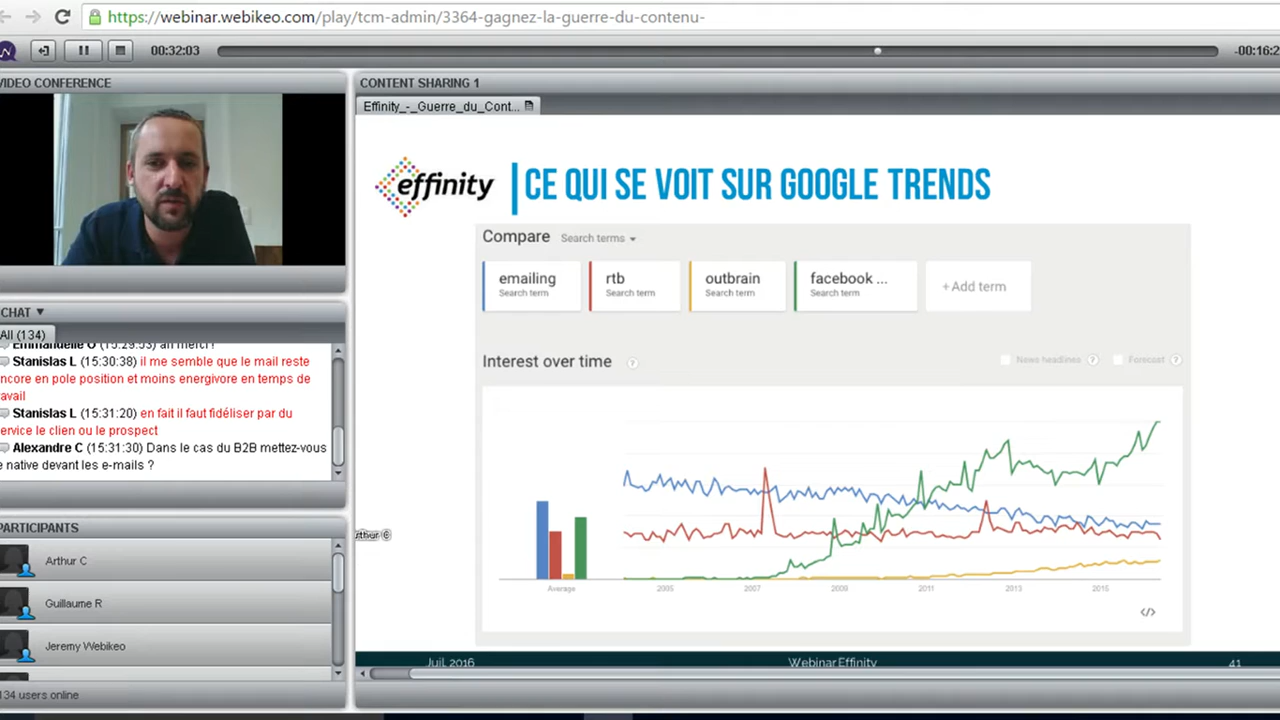 https://webinar.webikeo.com/play/tcm-admin/3364-gagnez-la-guerre-du-contenu-
00:32:03
-00:16:2
VIDEO CONFERENCE
CONTENT SHARING 1
Effinity_-_Guerre_du_Cont...
effinity
CE QUI SE VOIT SUR GOOGLE TRENDS
Compare Search terms
emailing
Search term
rtb
Search term
outbrain
Search term
facebook ...
Search term
+ Add term
Interest over time ?
News headlines ? Forecast ?
Average
2005 2007 2009 2011 2013 2015
</>
Juil 2016
Webinar Effinity
41
CHAT
All (134)
Emmanuelle O (15:29:53) ah merci !
Stanislas L (15:30:38) il me semble que le mail reste
ncore en pole position et moins energivore en temps de
avail
Stanislas L (15:31:20) en fait il faut fidéliser par du
ervice le clien ou le prospect
Alexandre C (15:31:30) Dans le cas du B2B mettez-vous
e native devant les e-mails ?
PARTICIPANTS
Arthur C
Guillaume R
Jeremy Webikeo
134 users online